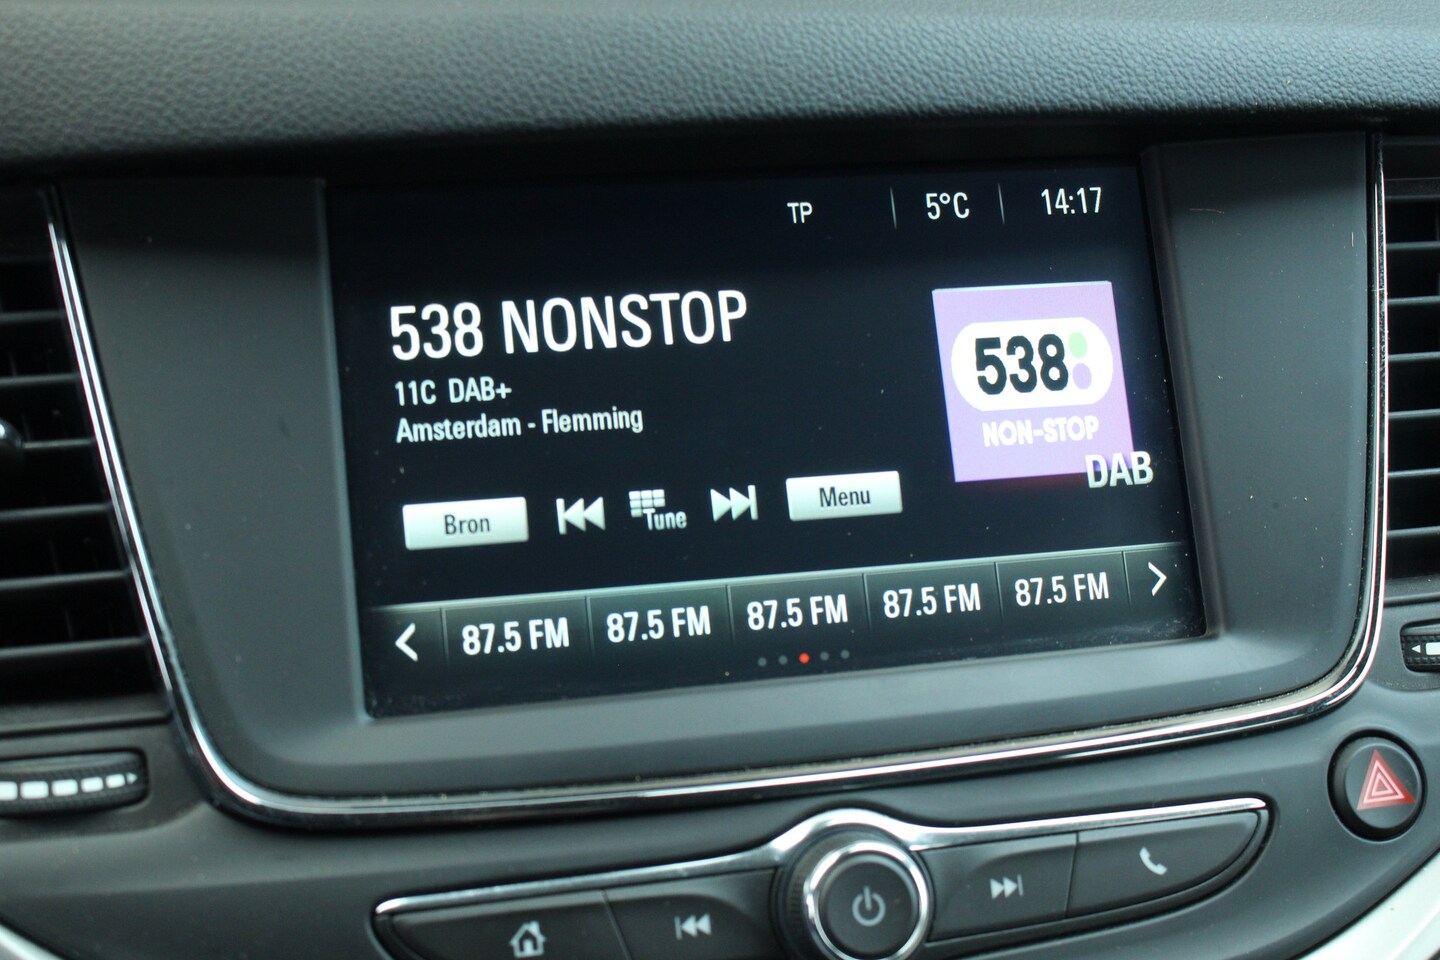 TP 5°C 14:17
538 NONSTOP
11C DAB+
Amsterdam - Flemming
538
NON-STOP
DAB
Bron Tune Menu
87.5 FM 87.5 FM 87.5 FM 87.5 FM 87.5 FM